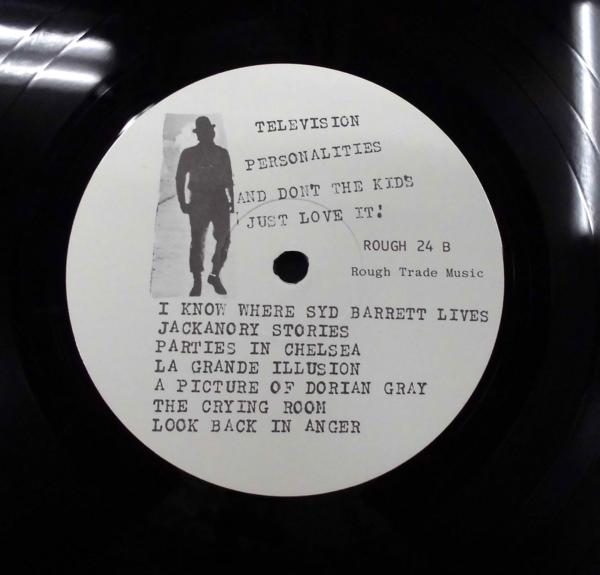 TELEVISION
PERSONALITIES
AND DON'T THE KIDS
JUST LOVE IT!
ROUGH 24 B
Rough Trade Music
I KNOW WHERE SYD BARRETT LIVES
JACKANORY STORIES
PARTIES IN CHELSEA
LA GRANDE ILLUSION
A PICTURE OF DORIAN GRAY
THE CRYING ROOM
LOOK BACK IN ANGER